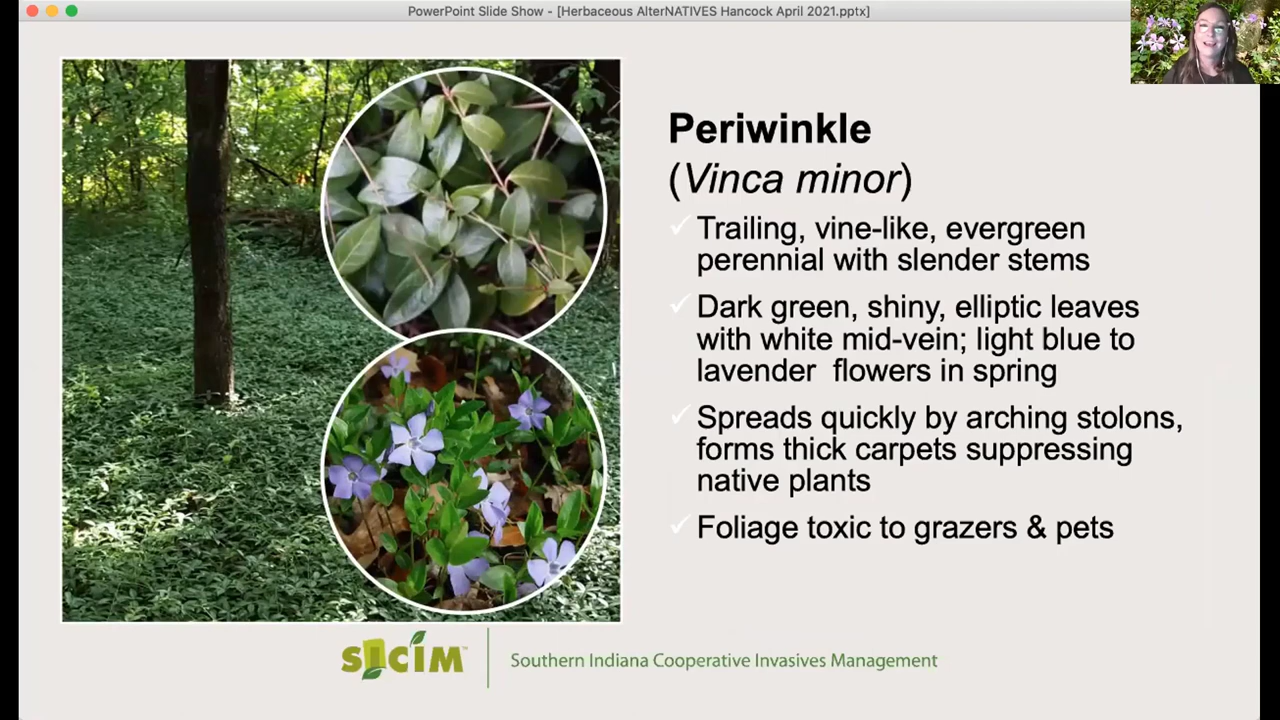 PowerPoint Slide Show - [Herbaceous AlterNATIVES Hancock April 2021.pptx]
Periwinkle
(Vinca minor)
Trailing, vine-like, evergreen
perennial with slender stems
Dark green, shiny, elliptic leaves
with white mid-vein; light blue to
lavender flowers in spring
Spreads quickly by arching stolons,
forms thick carpets suppressing
native plants
Foliage toxic to grazers & pets
SICIM™
Southern Indiana Cooperative Invasives Management